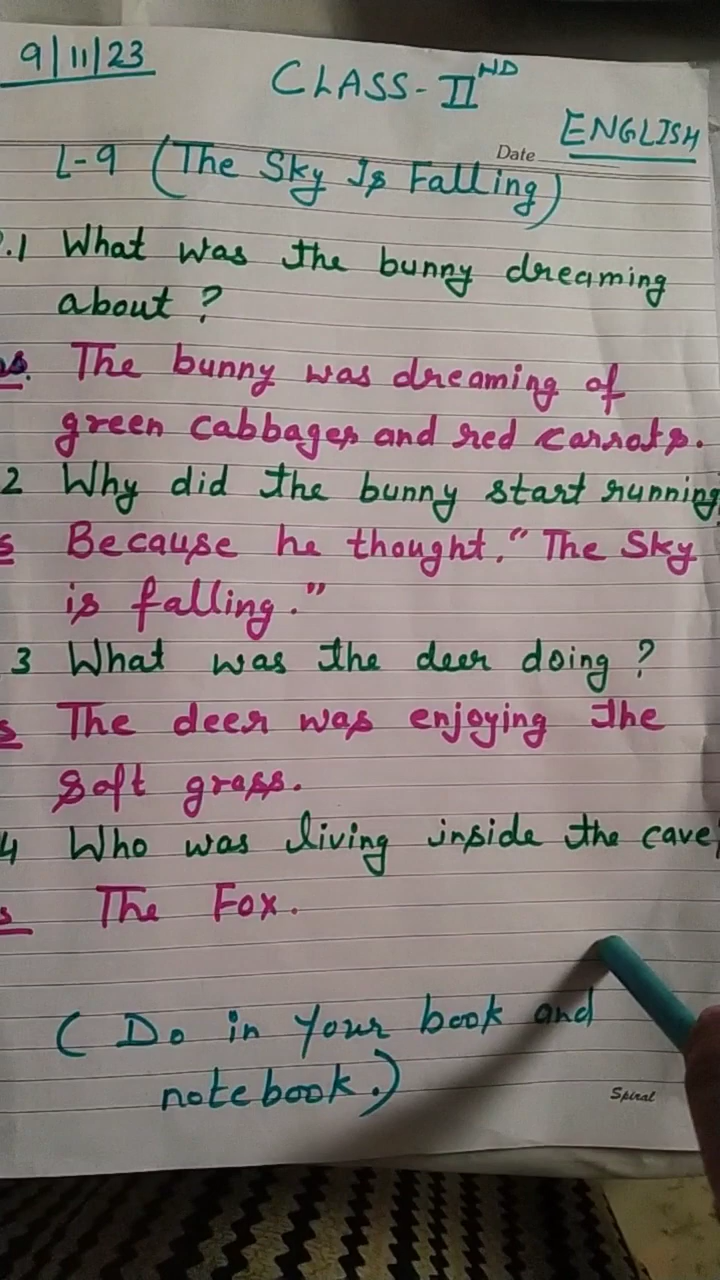 9/11/23
CLASS-II ND
ENGLISH
Date
L-9 (The Sky Is Falling)
.1 What was the bunny dreaming
about?
s. The bunny was dreaming of
green cabbages and red carrots.
2 Why did the bunny start running
s Because he thought, "The Sky
is falling."
3 What was the deer doing?
s The deer was enjoying the
soft grass.
4 Who was living inside the cave
s The Fox.
(Do in your book and
notebook.)
Spiral